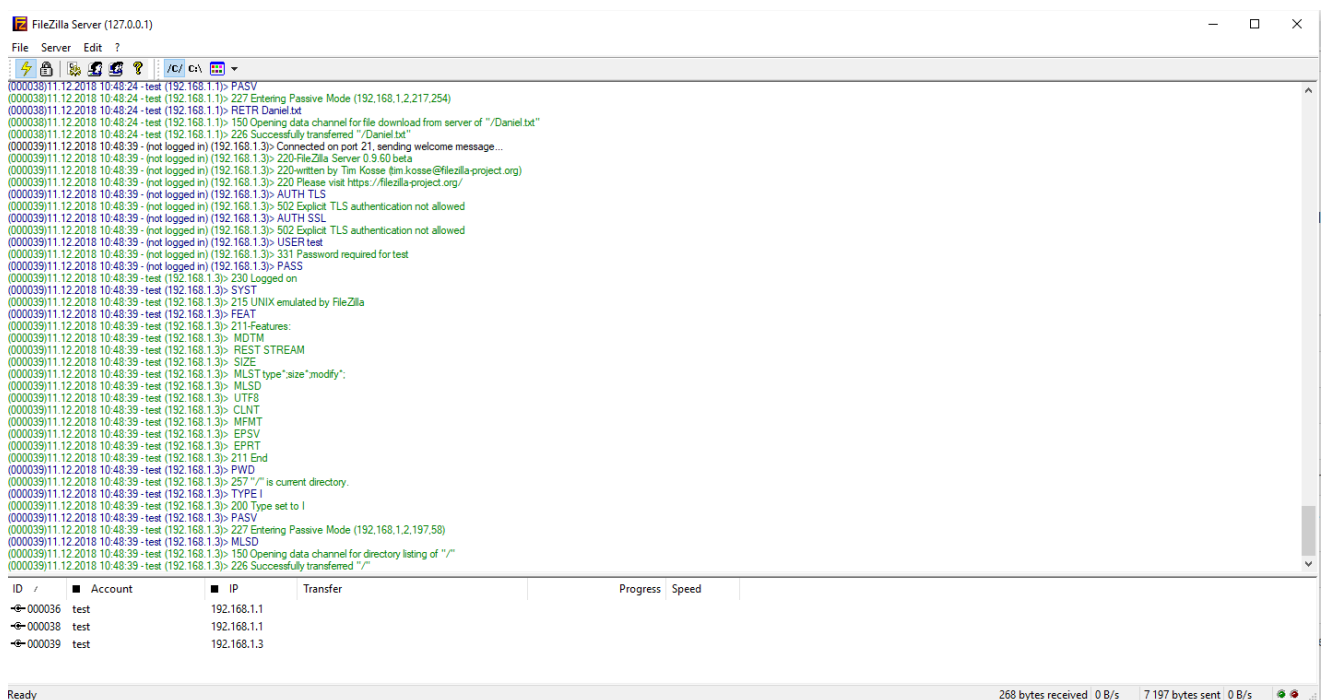 FileZilla Server (127.0.0.1)
File Server Edit ?
/C/ C:\
(000038)11.12.2018 10:48:24 - test (192.168.1.1)> PASV
(000038)11.12.2018 10:48:24 - test (192.168.1.1)> 227 Entering Passive Mode (192,168,1,2,217,254)
(000038)11.12.2018 10:48:24 - test (192.168.1.1)> RETR Daniel.txt
(000038)11.12.2018 10:48:24 - test (192.168.1.1)> 150 Opening data channel for file download from server of "/Daniel.txt"
(000038)11.12.2018 10:48:24 - test (192.168.1.1)> 226 Successfully transferred "/Daniel.txt"
(000039)11.12.2018 10:48:39 - (not logged in) (192.168.1.3)> Connected on port 21, sending welcome message...
(000039)11.12.2018 10:48:39 - (not logged in) (192.168.1.3)> 220-FileZilla Server 0.9.60 beta
(000039)11.12.2018 10:48:39 - (not logged in) (192.168.1.3)> 220-written by Tim Kosse (tim.kosse@filezilla-project.org)
(000039)11.12.2018 10:48:39 - (not logged in) (192.168.1.3)> 220 Please visit https://filezilla-project.org/
(000039)11.12.2018 10:48:39 - (not logged in) (192.168.1.3)> AUTH TLS
(000039)11.12.2018 10:48:39 - (not logged in) (192.168.1.3)> 502 Explicit TLS authentication not allowed
(000039)11.12.2018 10:48:39 - (not logged in) (192.168.1.3)> AUTH SSL
(000039)11.12.2018 10:48:39 - (not logged in) (192.168.1.3)> 502 Explicit TLS authentication not allowed
(000039)11.12.2018 10:48:39 - (not logged in) (192.168.1.3)> USER test
(000039)11.12.2018 10:48:39 - (not logged in) (192.168.1.3)> 331 Password required for test
(000039)11.12.2018 10:48:39 - (not logged in) (192.168.1.3)> PASS
(000039)11.12.2018 10:48:39 - test (192.168.1.3)> 230 Logged on
(000039)11.12.2018 10:48:39 - test (192.168.1.3)> SYST
(000039)11.12.2018 10:48:39 - test (192.168.1.3)> 215 UNIX emulated by FileZilla
(000039)11.12.2018 10:48:39 - test (192.168.1.3)> FEAT
(000039)11.12.2018 10:48:39 - test (192.168.1.3)> 211-Features:
(000039)11.12.2018 10:48:39 - test (192.168.1.3)> MDTM
(000039)11.12.2018 10:48:39 - test (192.168.1.3)> REST STREAM
(000039)11.12.2018 10:48:39 - test (192.168.1.3)> SIZE
(000039)11.12.2018 10:48:39 - test (192.168.1.3)> MLST type*;size*;modify*;
(000039)11.12.2018 10:48:39 - test (192.168.1.3)> MLSD
(000039)11.12.2018 10:48:39 - test (192.168.1.3)> UTF8
(000039)11.12.2018 10:48:39 - test (192.168.1.3)> CLNT
(000039)11.12.2018 10:48:39 - test (192.168.1.3)> MFMT
(000039)11.12.2018 10:48:39 - test (192.168.1.3)> EPSV
(000039)11.12.2018 10:48:39 - test (192.168.1.3)> EPRT
(000039)11.12.2018 10:48:39 - test (192.168.1.3)> 211 End
(000039)11.12.2018 10:48:39 - test (192.168.1.3)> PWD
(000039)11.12.2018 10:48:39 - test (192.168.1.3)> 257 "/" is current directory.
(000039)11.12.2018 10:48:39 - test (192.168.1.3)> TYPE I
(000039)11.12.2018 10:48:39 - test (192.168.1.3)> 200 Type set to I
(000039)11.12.2018 10:48:39 - test (192.168.1.3)> PASV
(000039)11.12.2018 10:48:39 - test (192.168.1.3)> 227 Entering Passive Mode (192,168,1,2,197,58)
(000039)11.12.2018 10:48:39 - test (192.168.1.3)> MLSD
(000039)11.12.2018 10:48:39 - test (192.168.1.3)> 150 Opening data channel for directory listing of "/"
(000039)11.12.2018 10:48:39 - test (192.168.1.3)> 226 Successfully transferred "/"
ID / Account IP Transfer Progress Speed
000036 test 192.168.1.1
000038 test 192.168.1.1
000039 test 192.168.1.3
Ready 268 bytes received 0 B/s 7 197 bytes sent 0 B/s